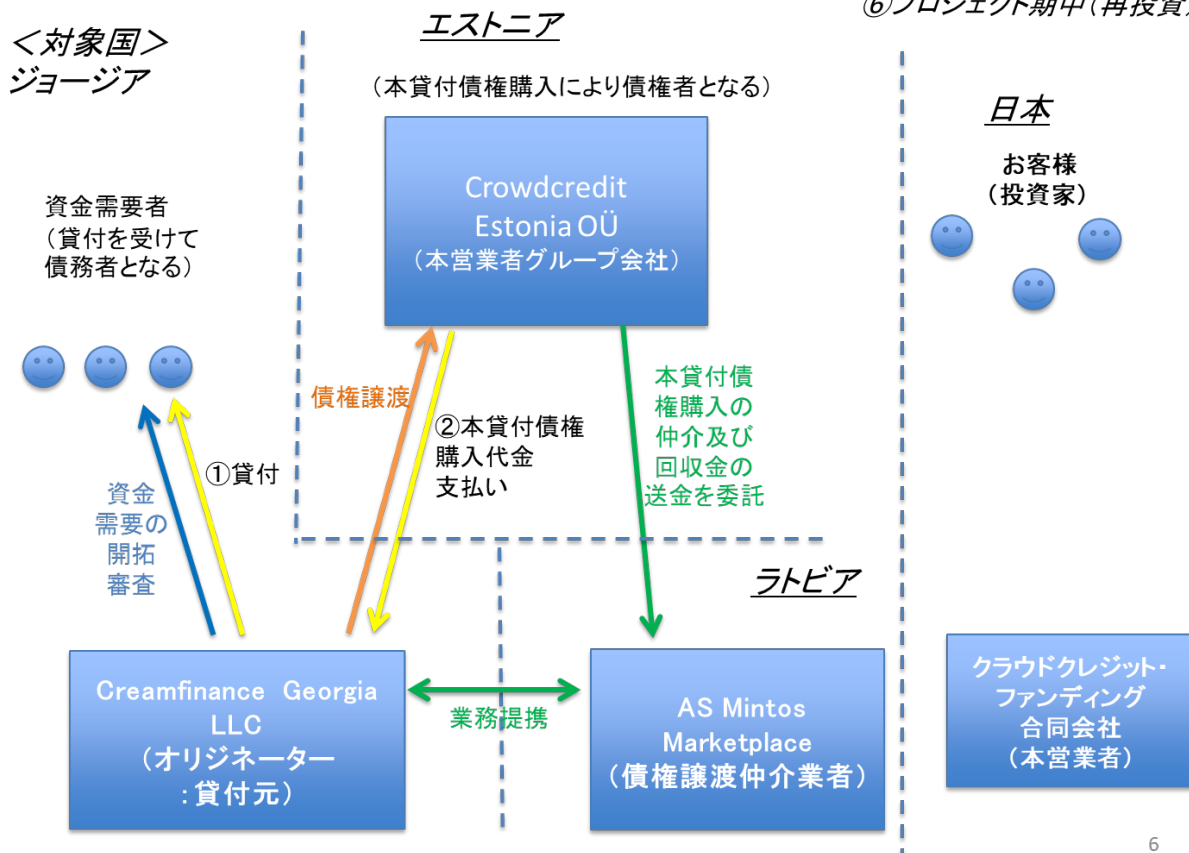 <対象国>
ジョージア
エストニア
⑥プロジェクト期中(再投資)
(本貸付債権購入により債権者となる)
日本
お客様
(投資家)
Crowdcredit
Estonia OÜ
(本営業者グループ会社)
資金需要者
(貸付を受けて
債務者となる)
債権譲渡
②本貸付債権
購入代金
支払い
本貸付債
権購入の
仲介及び
回収金の
送金を委託
①貸付
資金
需要の
開拓
審査
ラトビア
Creamfinance Georgia
LLC
(オリジネーター
:貸付元)
業務提携
AS Mintos
Marketplace
(債権譲渡仲介業者)
クラウドクレジット・
ファンディング
合同会社
(本営業者)
6